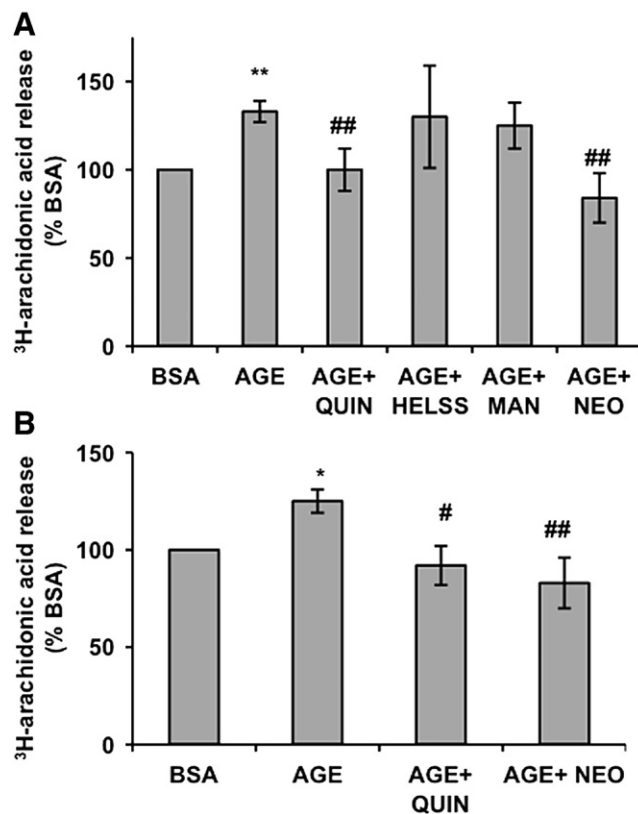 A
³H-arachidonic acid release
(% BSA)
150
100
50
0
**
##
##
BSA AGE AGE+ AGE+ AGE+ AGE+
QUIN HELSS MAN NEO
B
³H-arachidonic acid release
(% BSA)
150
100
50
0
*
#
##
BSA AGE AGE+ AGE+ NEO
QUIN